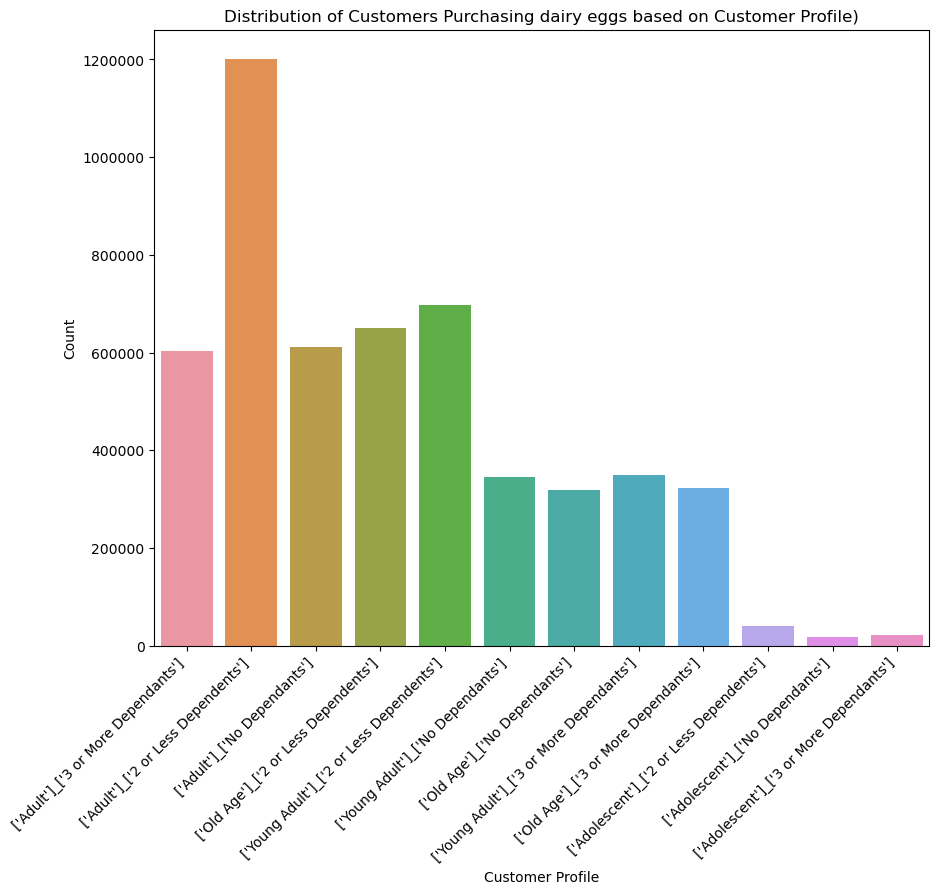 Distribution of Customers Purchasing dairy eggs based on Customer Profile)
Count
1200000
1000000
800000
600000
400000
200000
0
['Adult']_['3 or More Dependants']
['Adult']_['2 or Less Dependents']
['Adult']_['No Dependants']
['Old Age']_['2 or Less Dependents']
['Young Adult']_['2 or Less Dependents']
['Young Adult']_['No Dependants']
['Old Age']_['No Dependants']
['Young Adult']_['3 or More Dependants']
['Old Age']_['3 or More Dependants']
['Adolescent']_['2 or Less Dependents']
['Adolescent']_['No Dependants']
['Adolescent']_['3 or More Dependants']
Customer Profile